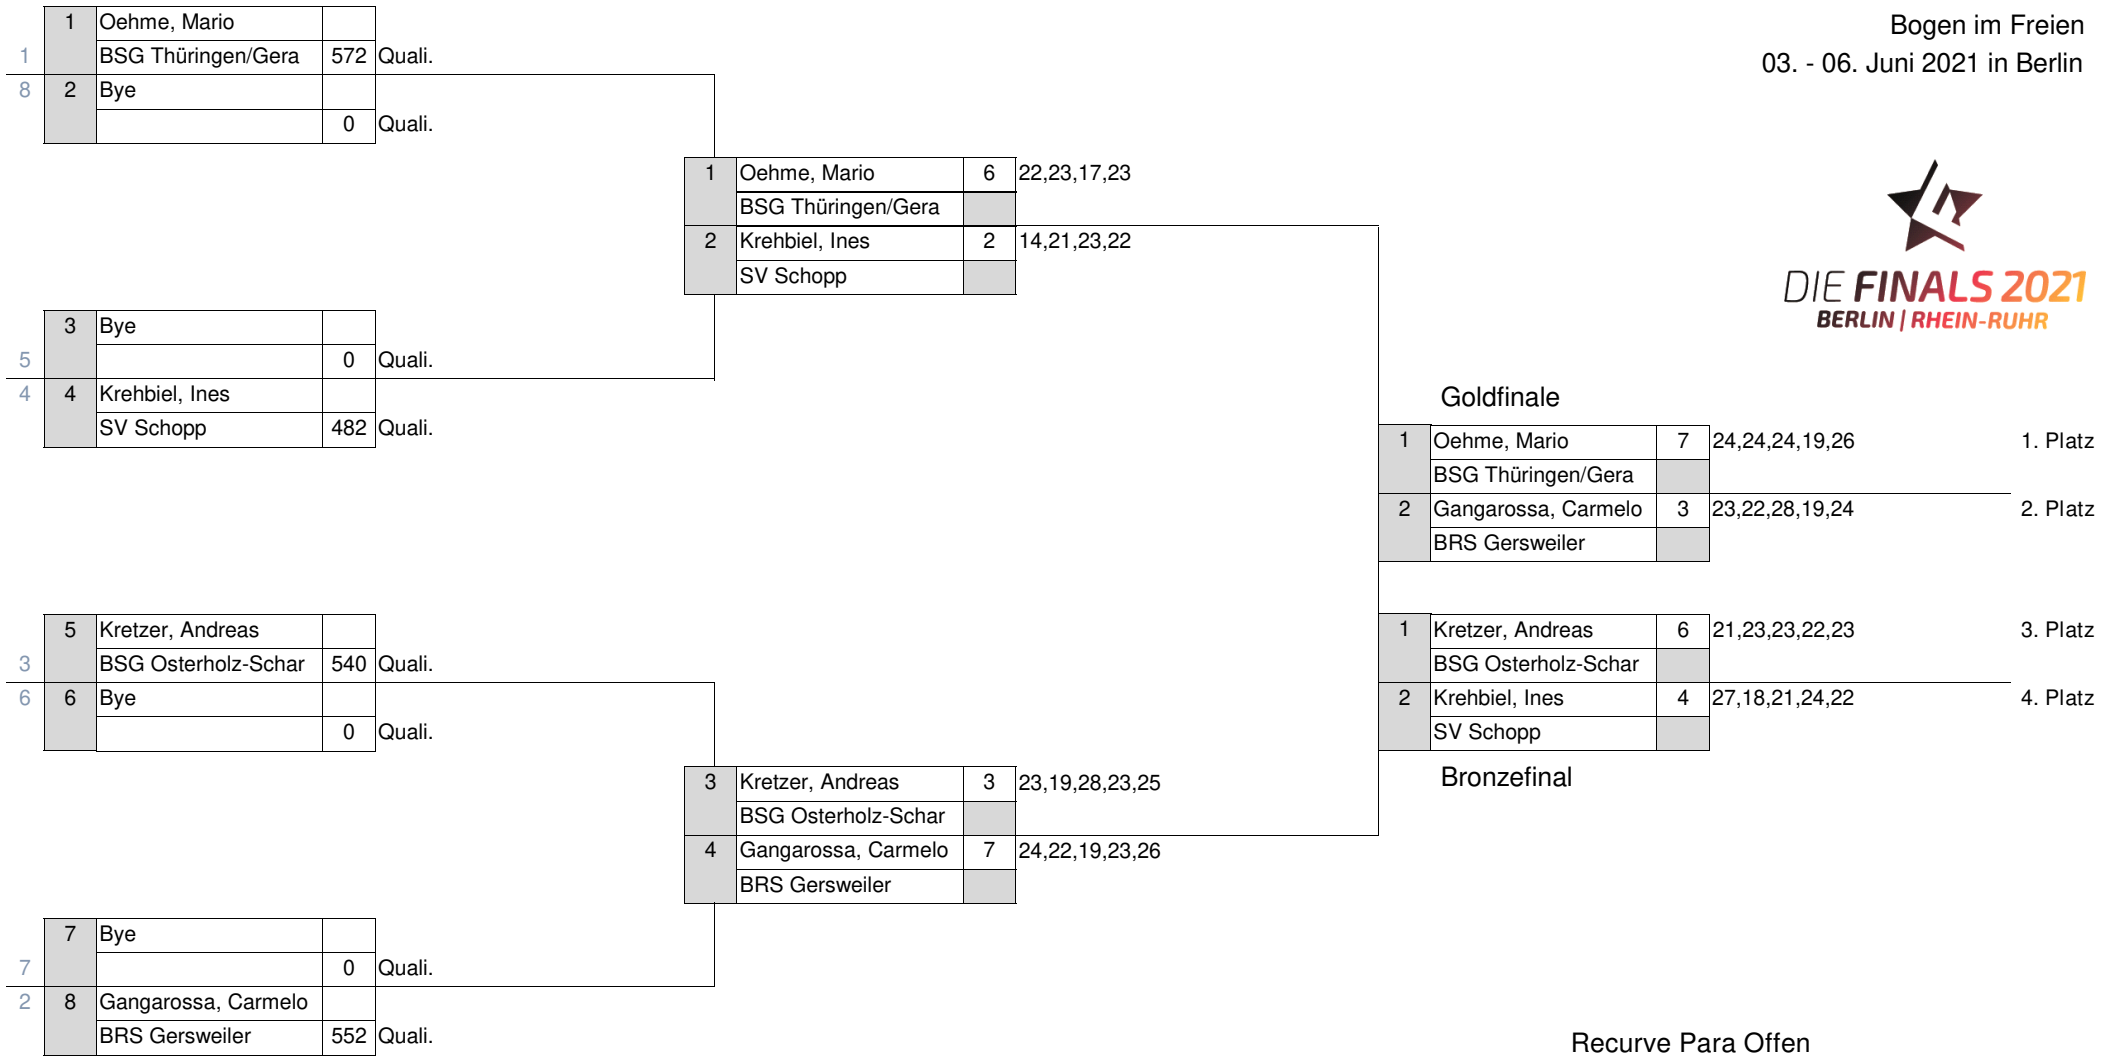 Bogen im Freien
03. - 06. Juni 2021 in Berlin
DIE FINALS 2021
BERLIN | RHEIN-RUHR
1 Oehme, Mario
1 BSG Thüringen/Gera 572 Quali.
8 2 Bye
0 Quali.
3 Bye
5 0 Quali.
4 4 Krehbiel, Ines
SV Schopp 482 Quali.
5 Kretzer, Andreas
3 BSG Osterholz-Schar 540 Quali.
6 6 Bye
0 Quali.
7 Bye
7 0 Quali.
2 8 Gangarossa, Carmelo
BRS Gersweiler 552 Quali.
1 Oehme, Mario 6 22,23,17,23
BSG Thüringen/Gera
2 Krehbiel, Ines 2 14,21,23,22
SV Schopp
3 Kretzer, Andreas 3 23,19,28,23,25
BSG Osterholz-Schar
4 Gangarossa, Carmelo 7 24,22,19,23,26
BRS Gersweiler
Goldfinale
1 Oehme, Mario 7 24,24,24,19,26 1. Platz
BSG Thüringen/Gera
2 Gangarossa, Carmelo 3 23,22,28,19,24 2. Platz
BRS Gersweiler
1 Kretzer, Andreas 6 21,23,23,22,23 3. Platz
BSG Osterholz-Schar
2 Krehbiel, Ines 4 27,18,21,24,22 4. Platz
SV Schopp
Bronzefinal
Recurve Para Offen